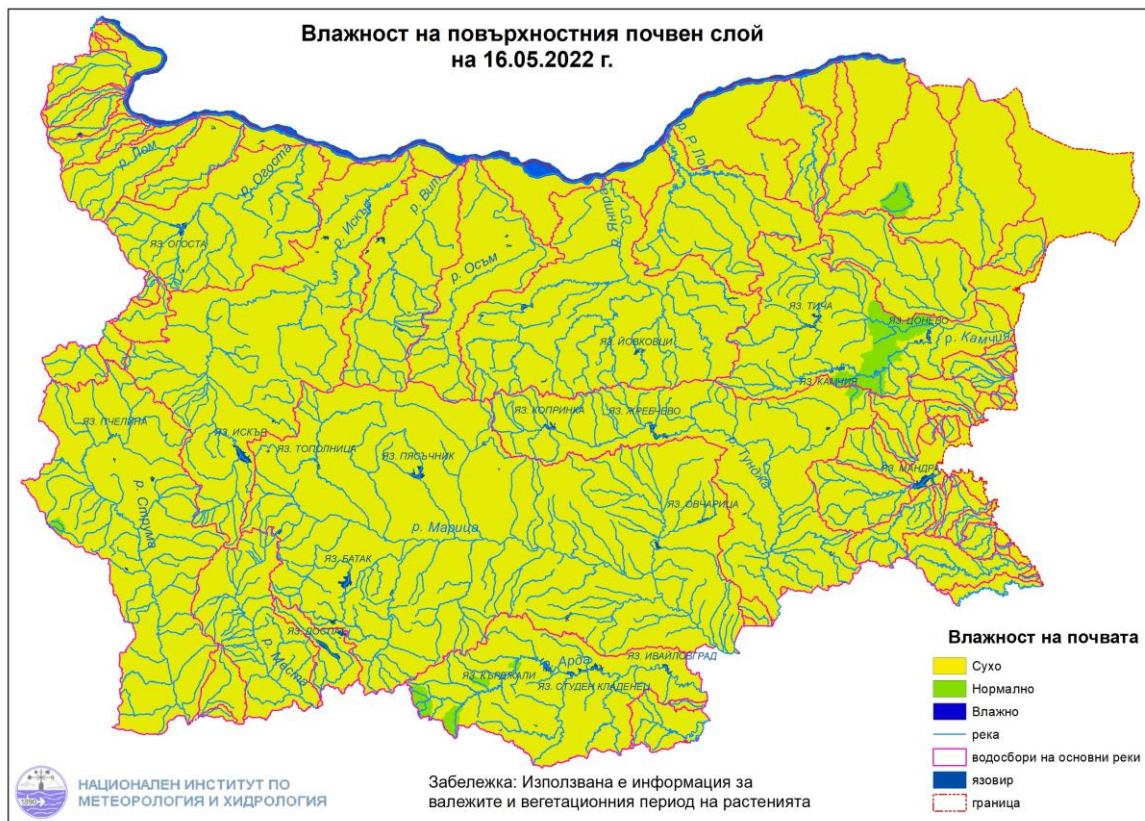 Влажност на повърхностния почвен слой
на 16.05.2022 г.
р. Лом
р. Огоста
р. Искър
р. Вит
р. Осъм
р. Янтра
р. Р. Лом
ЯЗ. ОГОСТА
ЯЗ. ТИЧА
ЯЗ. ЦОНЕВО
р. Камчия
ЯЗ. ЙОВКОВЦИ
ЯЗ. КАМЧИЯ
ЯЗ. ПЧЕЛИНА
ЯЗ. ИСКЪР
ЯЗ. ТОПОЛНИЦА
ЯЗ. ПЯСЪЧНИК
ЯЗ. КОПРИНКА
ЯЗ. ЖРЕБЧЕВО
р. Тунджа
ЯЗ. МАНДРА
р. Струма
р. Марица
ЯЗ. ОВЧАРИЦА
ЯЗ. БАТАК
ЯЗ. ДОСПАТ
р. Места
р. Арда
ЯЗ. ИВАЙЛОВГРАД
ЯЗ. КЪРДЖАЛИ
ЯЗ. СТУДЕН КЛАДЕНЕЦ
Влажност на почвата
Сухо
Нормално
Влажно
река
водосбори на основни реки
язовир
граница
НАЦИОНАЛЕН ИНСТИТУТ ПО
МЕТЕОРОЛОГИЯ И ХИДРОЛОГИЯ
Забележка: Използвана е информация за
валежите и вегетационния период на растенията